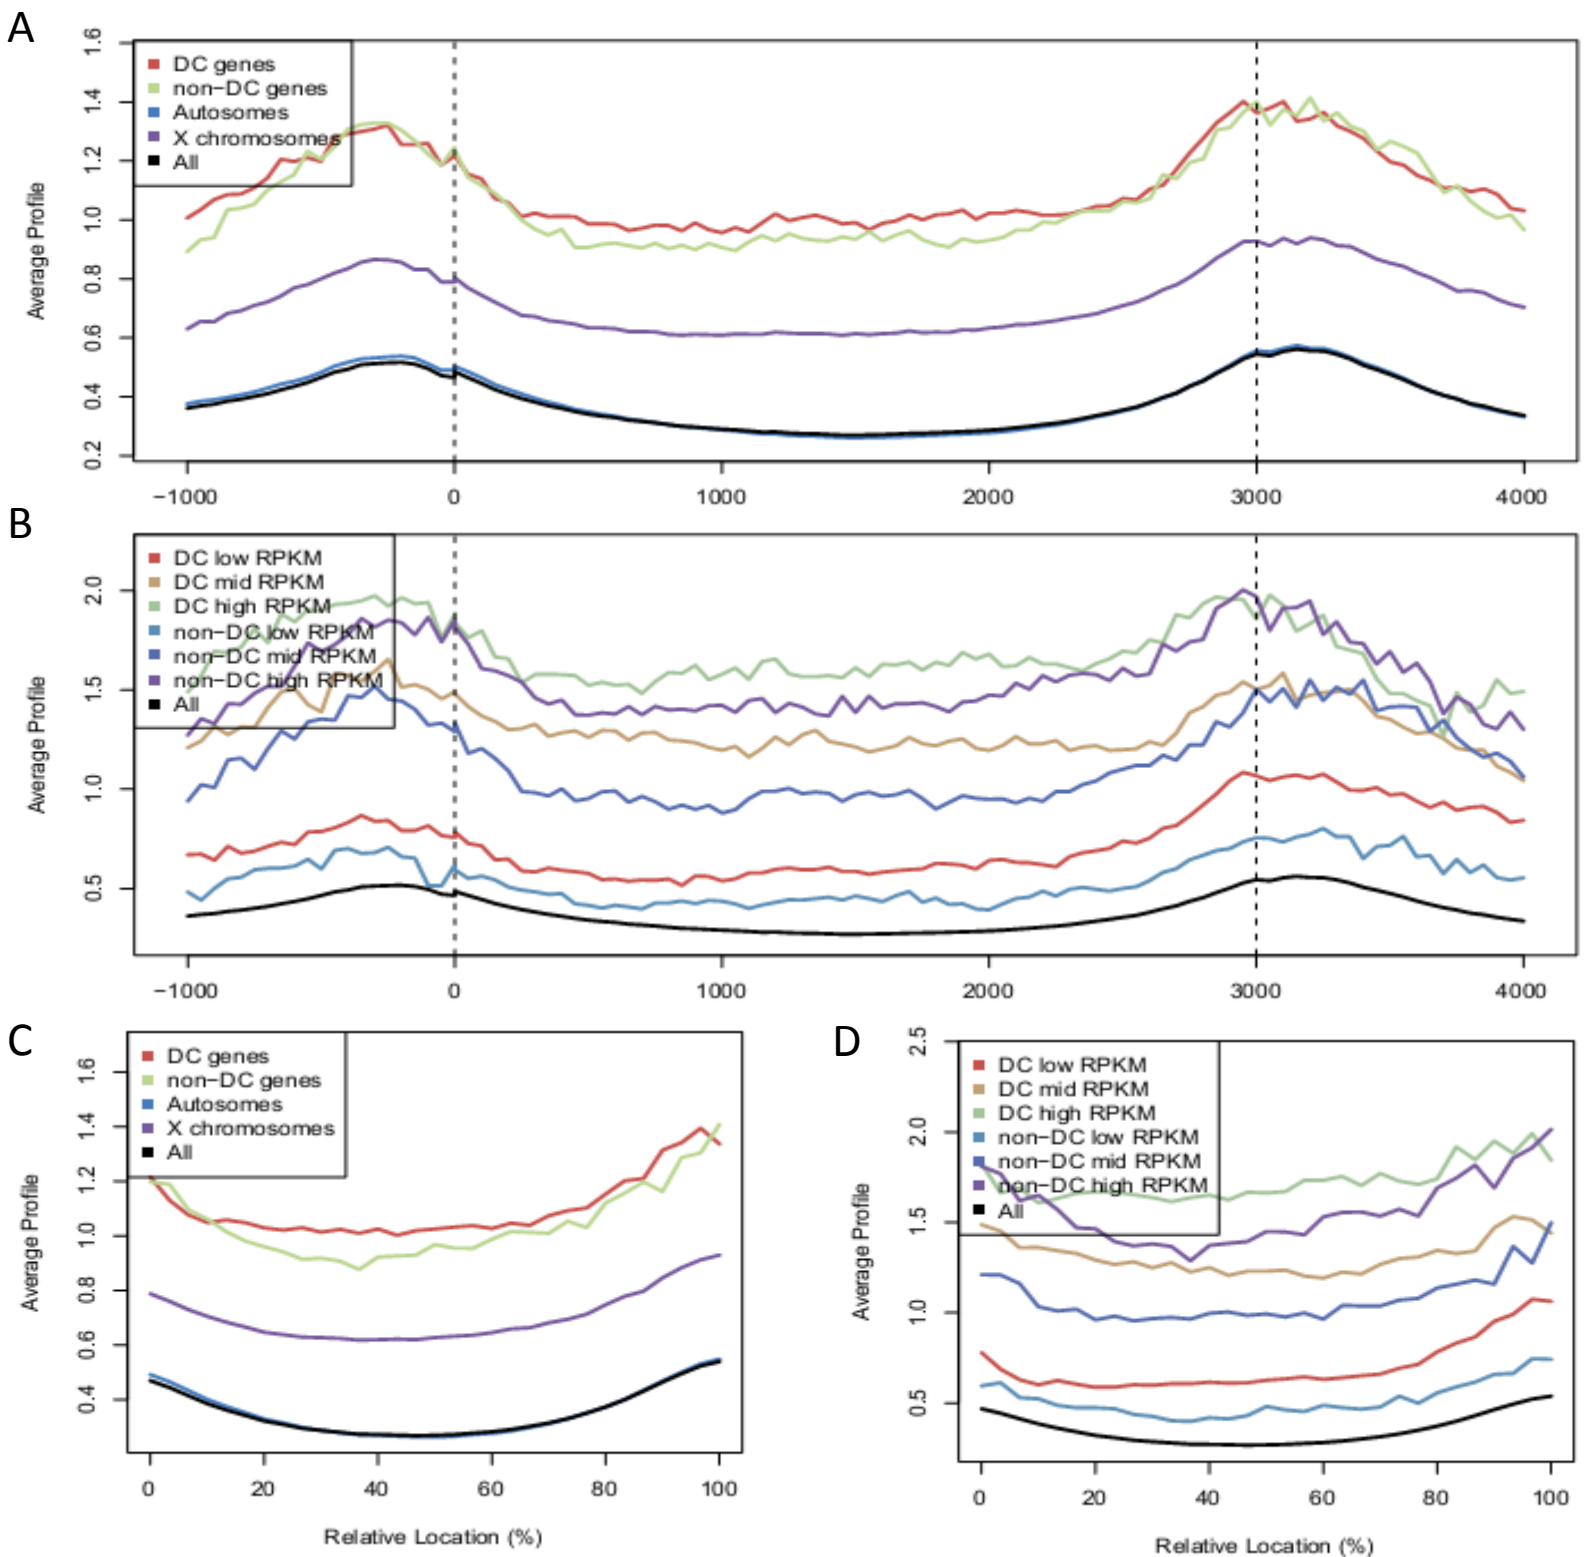 A
1.6
1.4
1.2
1.0
0.8
0.6
0.4
0.2
Average Profile
DC genes
non−DC genes
Autosomes
X chromosomes
All
−1000 0 1000 2000 3000 4000
B
2.0
1.5
1.0
0.5
Average Profile
DC low RPKM
DC mid RPKM
DC high RPKM
non−DC low RPKM
non−DC mid RPKM
non−DC high RPKM
All
−1000 0 1000 2000 3000 4000
C
1.6
1.4
1.2
1.0
0.8
0.6
0.4
Average Profile
DC genes
non−DC genes
Autosomes
X chromosomes
All
0 20 40 60 80 100
Relative Location (%)
D
2.5
2.0
1.5
1.0
0.5
Average Profile
DC low RPKM
DC mid RPKM
DC high RPKM
non−DC low RPKM
non−DC mid RPKM
non−DC high RPKM
All
0 20 40 60 80 100
Relative Location (%)